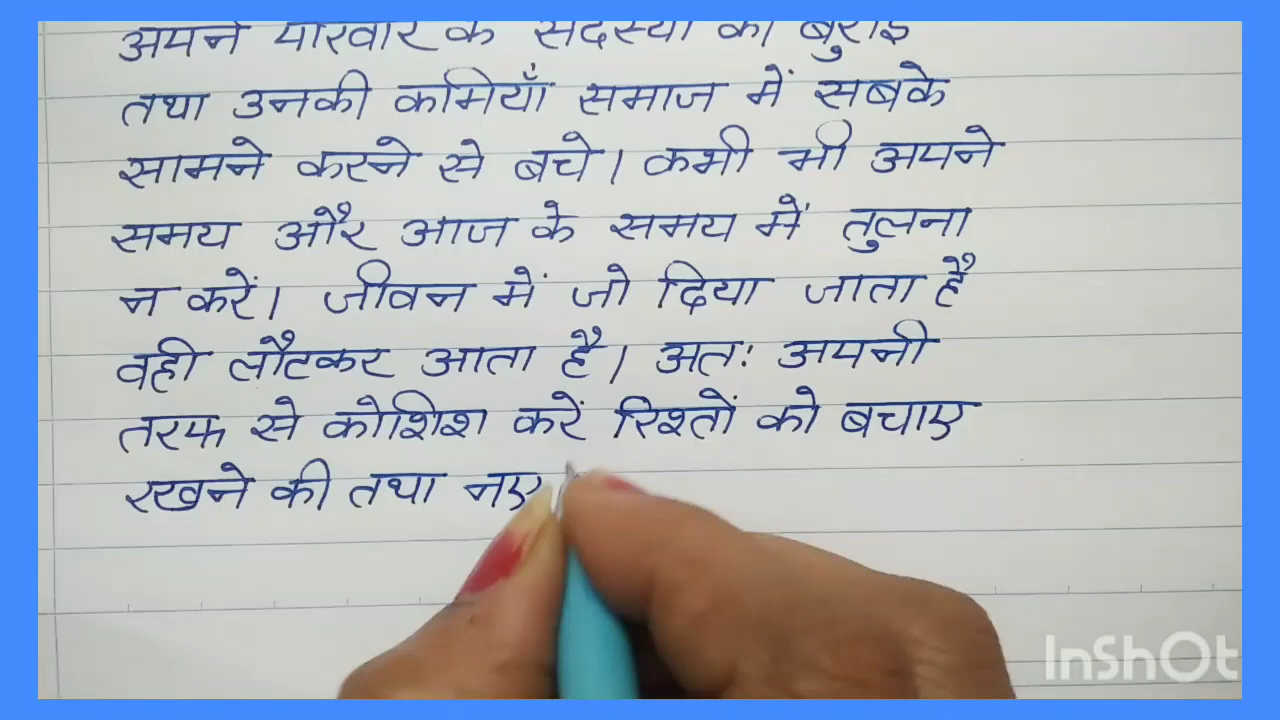 अपने परिवार के सदस्यों की बुराई
तथा उनकी कमियाँ समाज में सबके
सामने करने से बचे। कभी भी अपने
समय और आज के समय में तुलना
न करें। जीवन में जो दिया जाता है
वही लौटकर आता है। अतः अपनी
तरफ से कोशिश करें रिश्तों को बचाए
रखने की तथा नए
InShOt